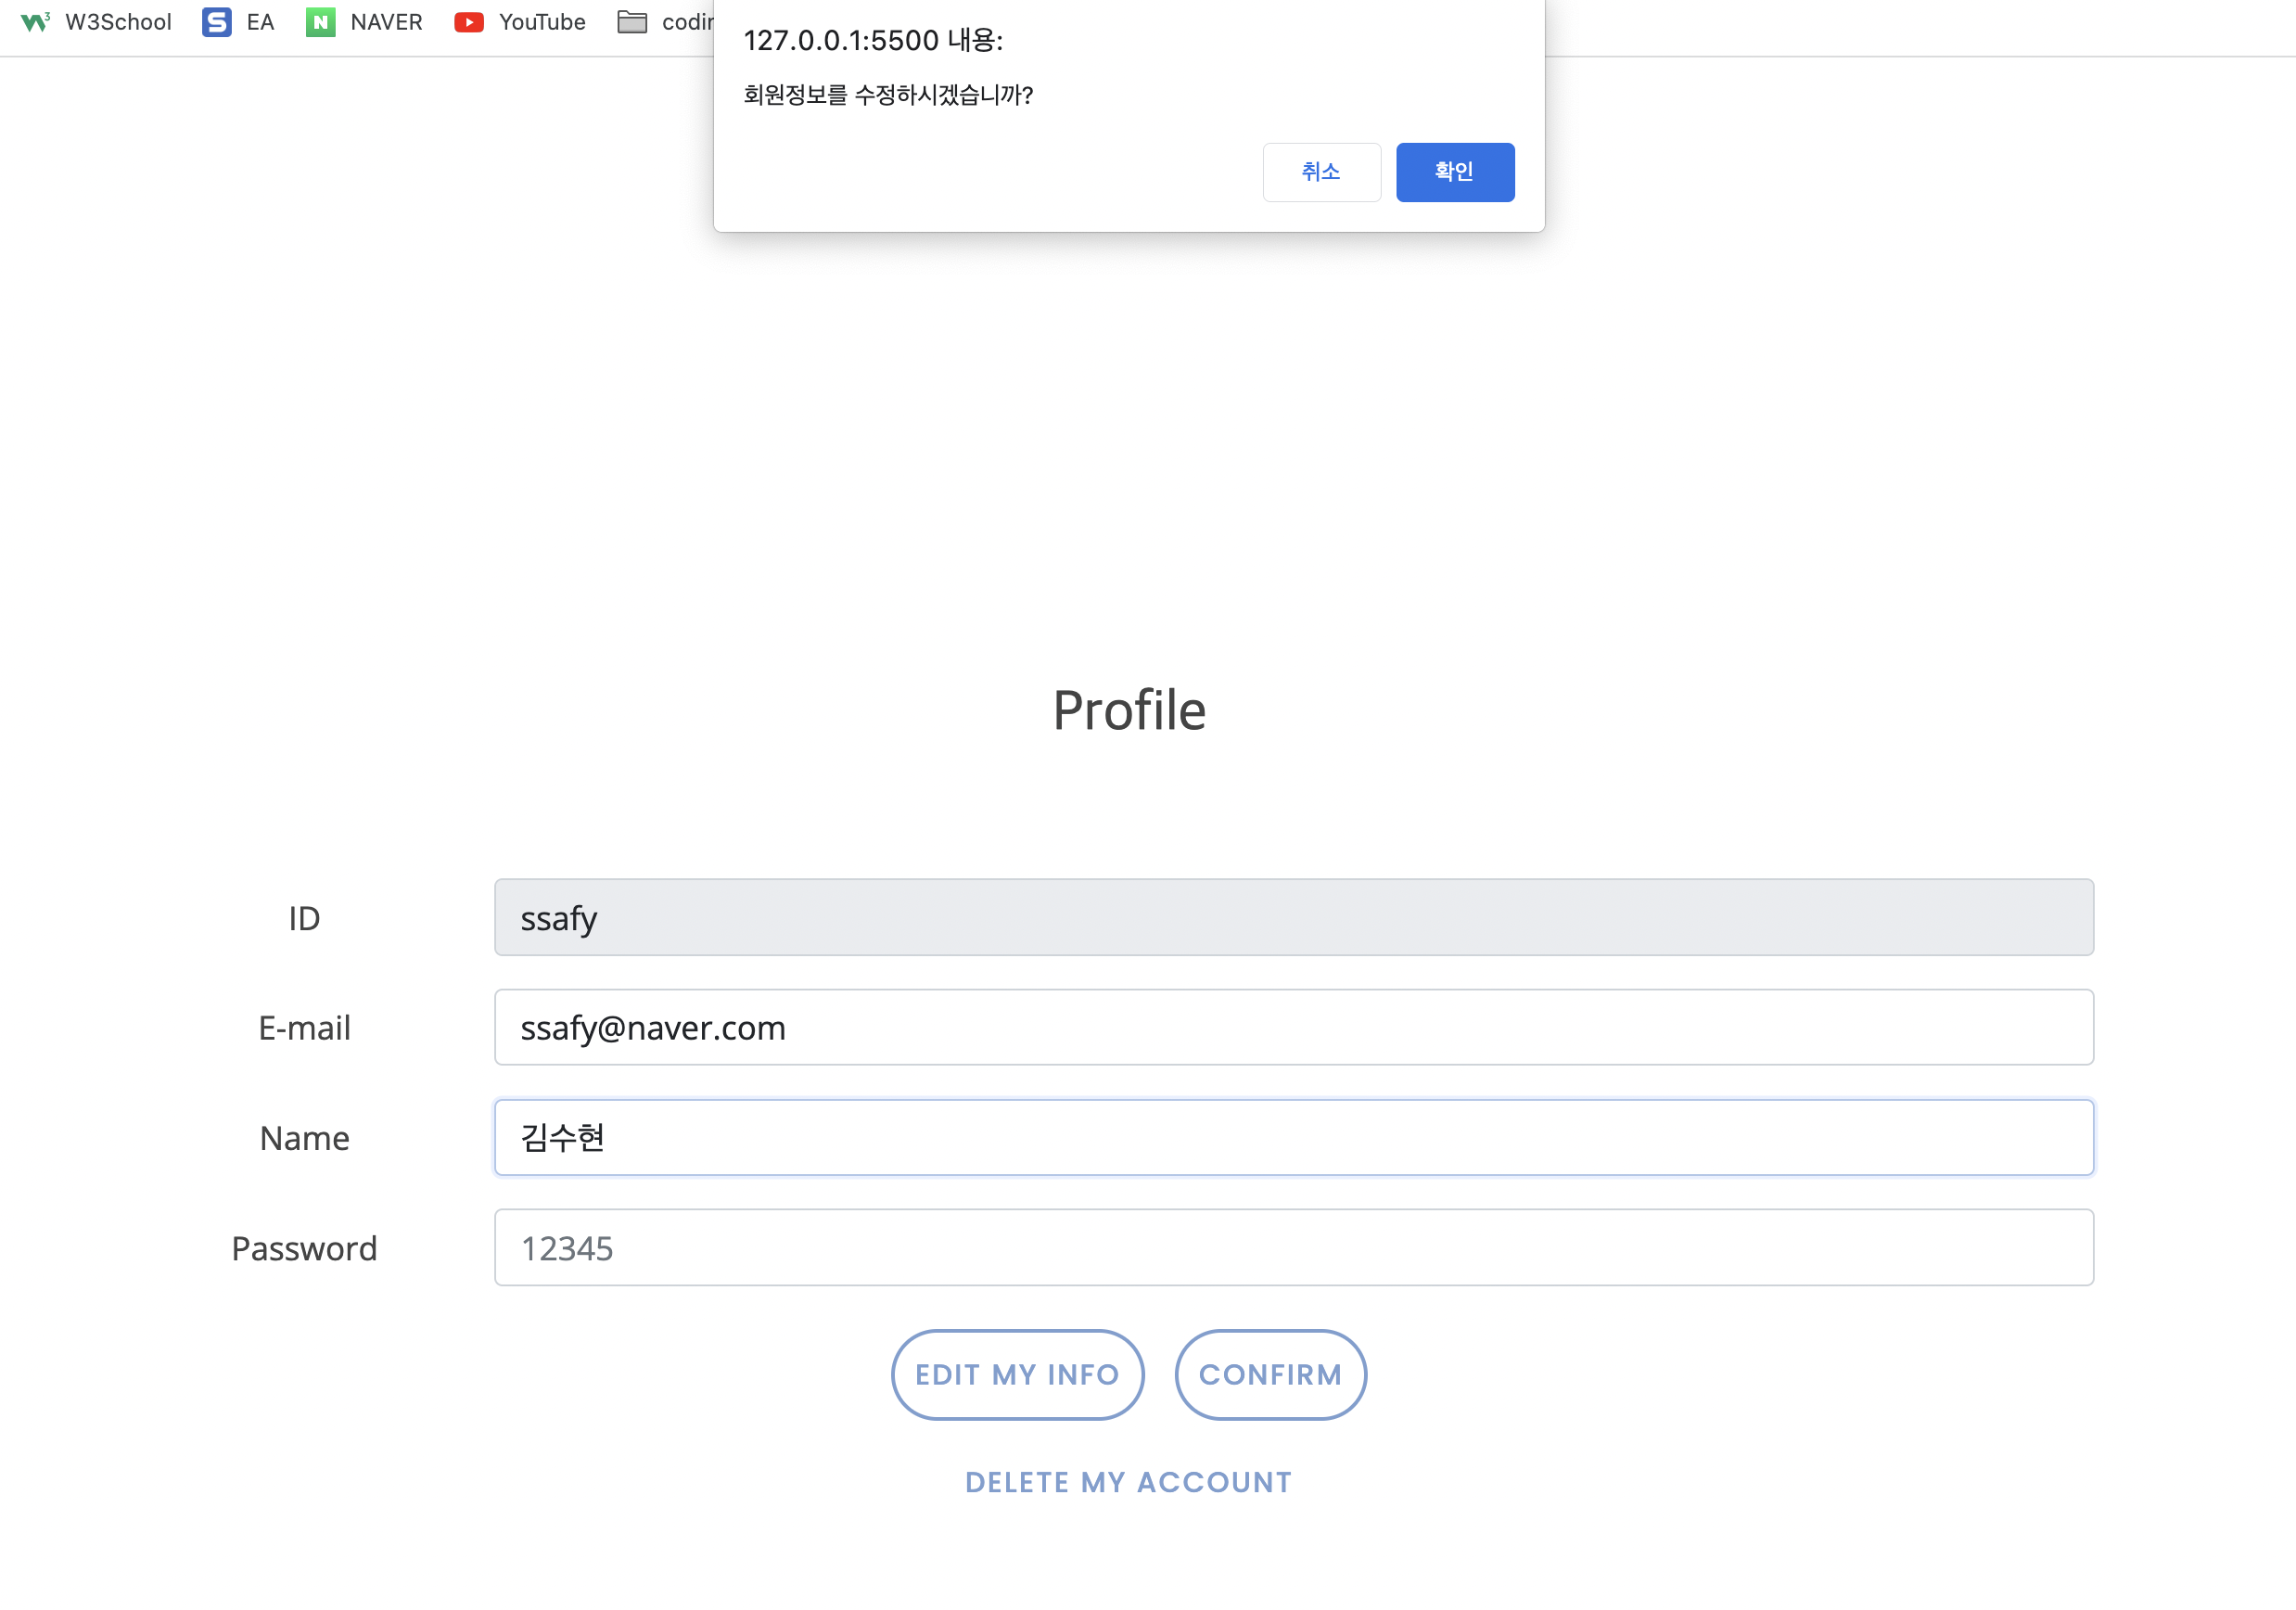 W3School EA NAVER YouTube
127.0.0.1:5500 내용:
회원정보를 수정하시겠습니까?
취소 확인
Profile
ID ssafy
E-mail ssafy@naver.com
Name 김수현
Password 12345
EDIT MY INFO CONFIRM
DELETE MY ACCOUNT